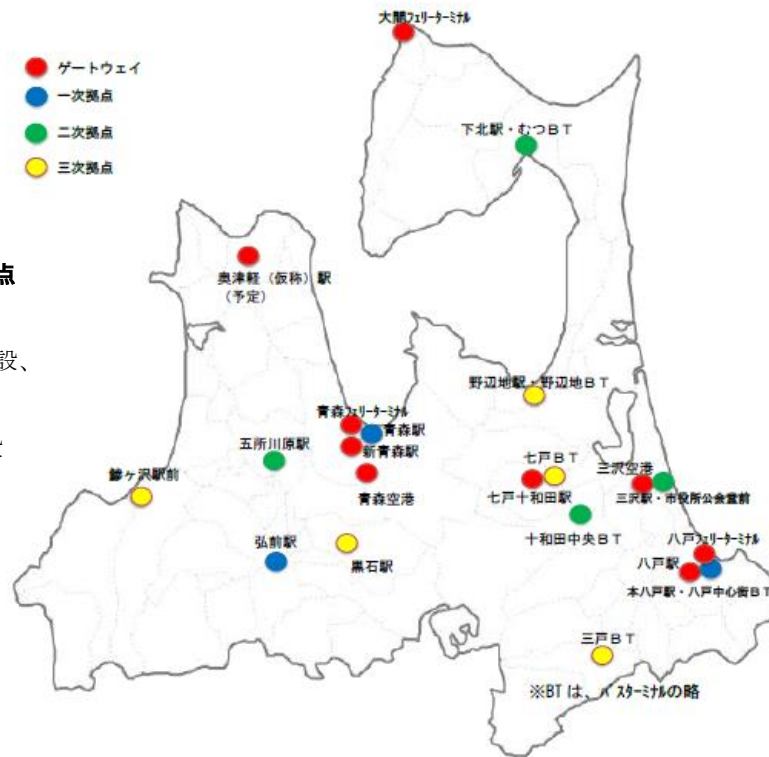 大間フェリーターミナル
ゲートウェイ
一次拠点
二次拠点
三次拠点
下北駅・むつBT
点
奥津軽（仮称）駅
（予定）
設、
野辺地駅・野辺地BT
青森フェリーターミナル
青森駅
新青森駅
五所川原駅
青森空港
鰺ヶ沢駅前
七戸BT
七戸十和田駅
三沢空港
三沢駅・市役所公会堂前
十和田中央BT
弘前駅
黒石駅
八戸フェリーターミナル
八戸駅
本八戸駅・八戸中心街BT
三戸BT
※BTは、バスターミナルの略